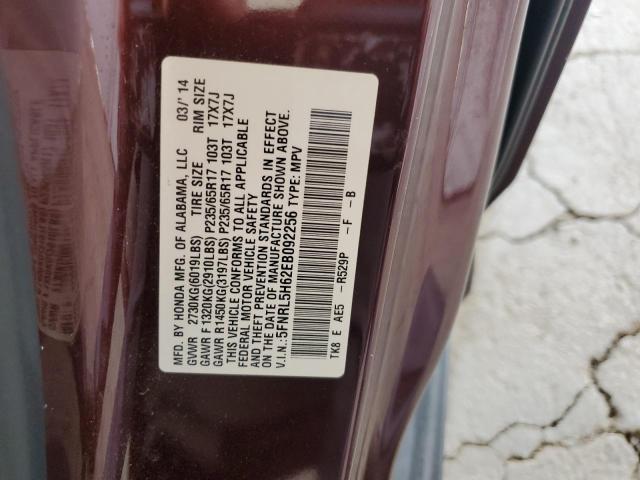 MFD. BY HONDA MFG. OF ALABAMA, LLC 03/'14
GVWR 2730KG(6019LBS) TIRE SIZE RIM SIZE
GAWR F 1320KG(2910LBS) P235/65R17 103T 17X7J
GAWR R 1450KG(3197LBS) P235/65R17 103T 17X7J
THIS VEHICLE CONFORMS TO ALL APPLICABLE
FEDERAL MOTOR VEHICLE SAFETY
AND THEFT PREVENTION STANDARDS IN EFFECT
ON THE DATE OF MANUFACTURE SHOWN ABOVE.
V.I.N.: 5FNRL5H62EB092256 TYPE: MPV
TK8 E AE5 -R529P -F -B